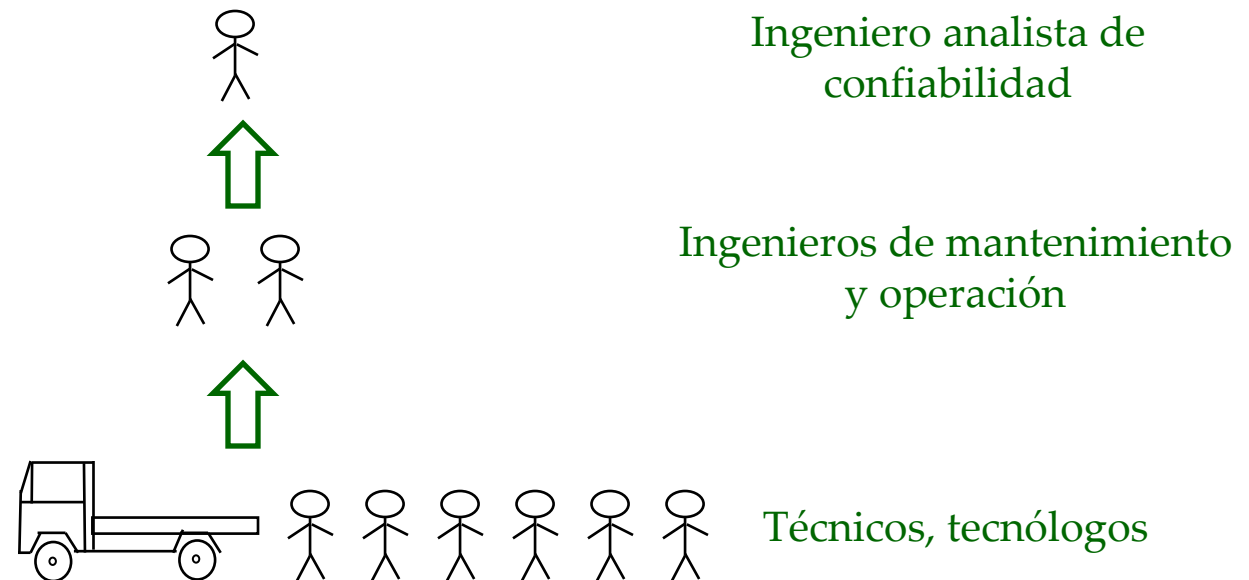 Ingeniero analista de
confiabilidad
Ingenieros de mantenimiento
y operación
Técnicos, tecnólogos